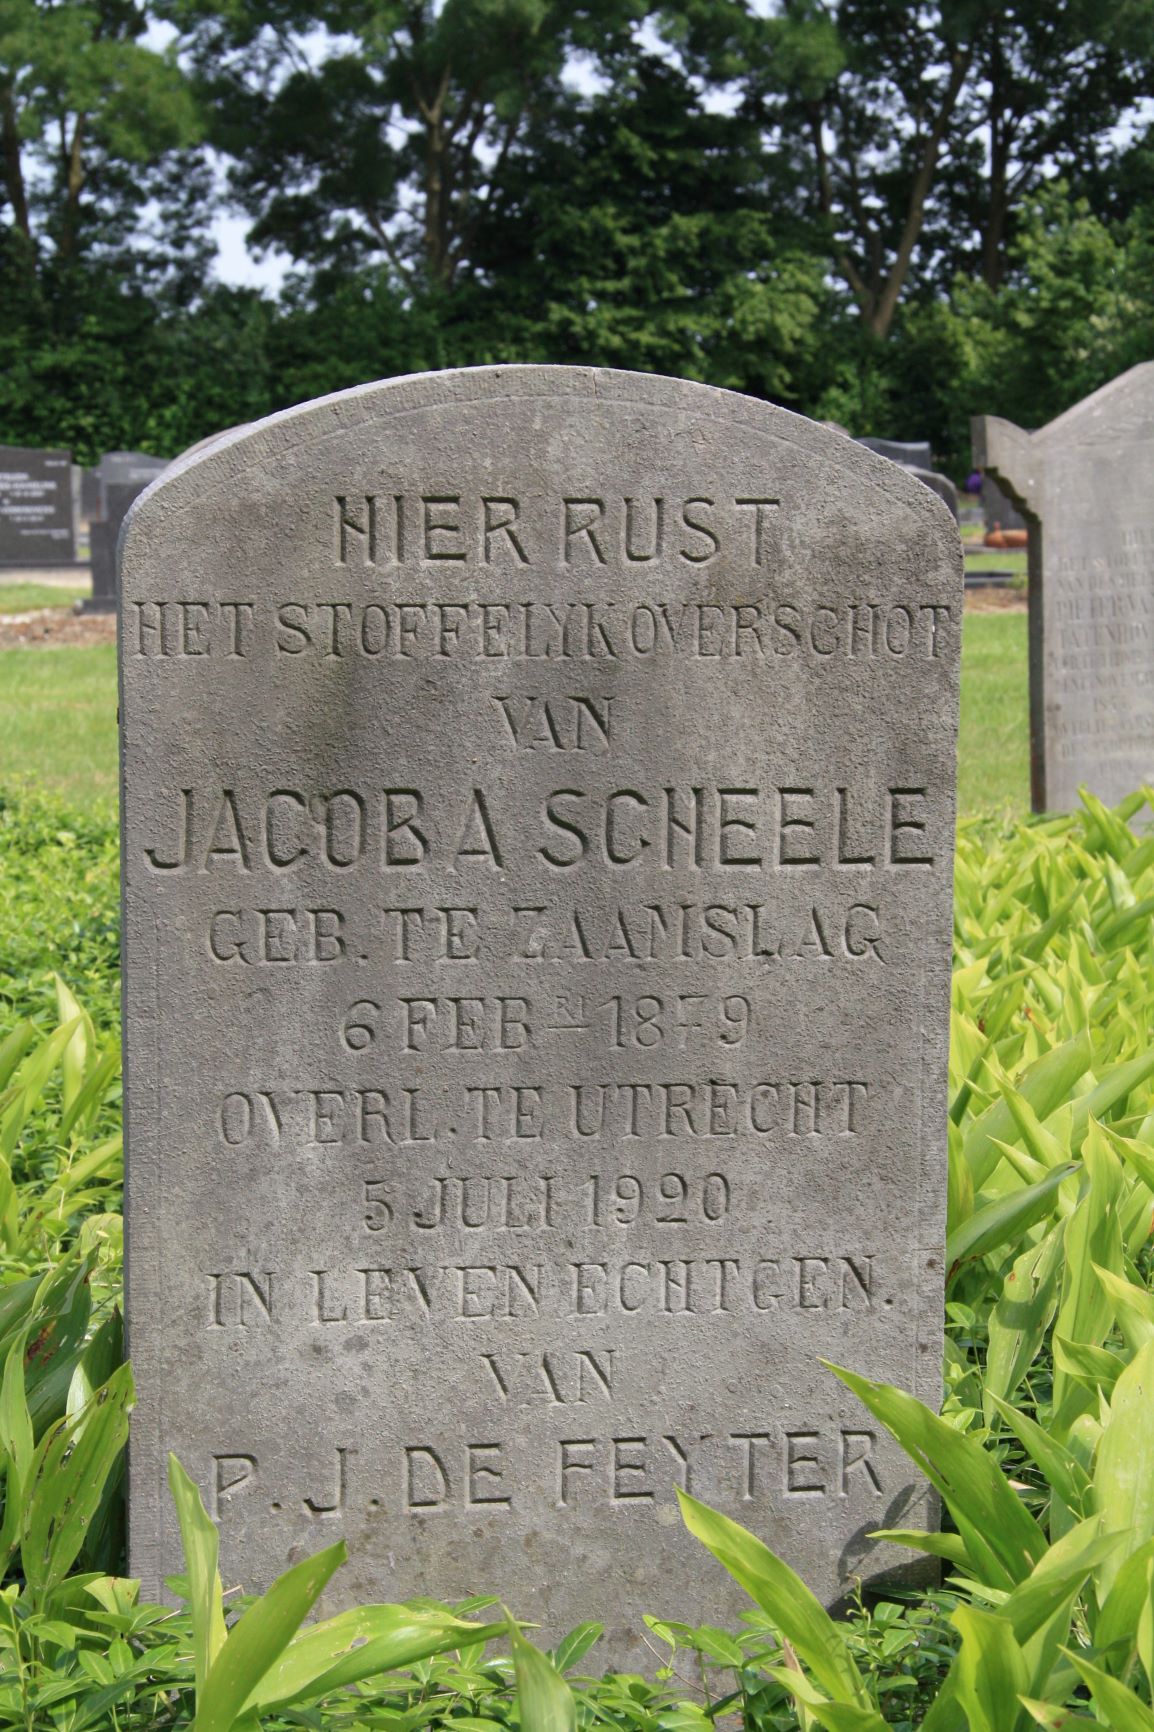 HIER RUST
HET STOFFELYK OVERSCHOT
VAN
JACOBA SCHEELE
GEB. TE ZAAMSLAG
6 FEBRI 1879
OVERL. TE UTRECHT
5 JULI 1920
IN LEVEN ECHTGEN.
VAN
P. J. DE FEYTER